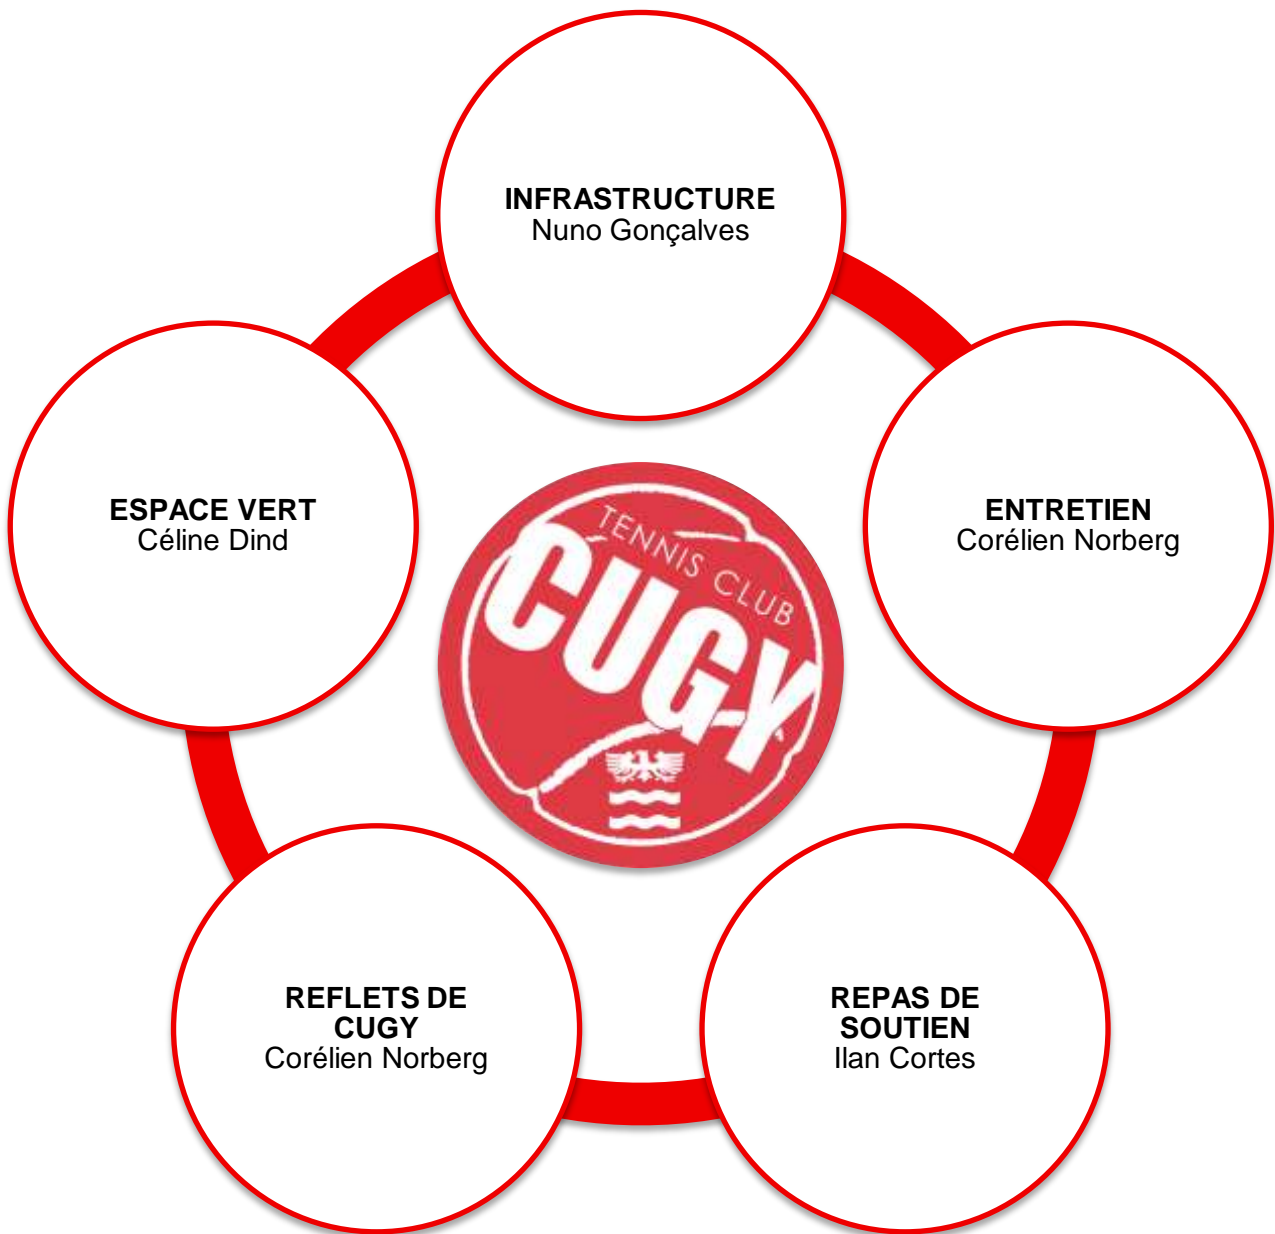 INFRASTRUCTURE
Nuno Gonçalves
ESPACE VERT
Céline Dind
ENTRETIEN
Corélien Norberg
TENNIS CLUB
CUGY
REFLETS DE
CUGY
Corélien Norberg
REPAS DE
SOUTIEN
Ilan Cortes